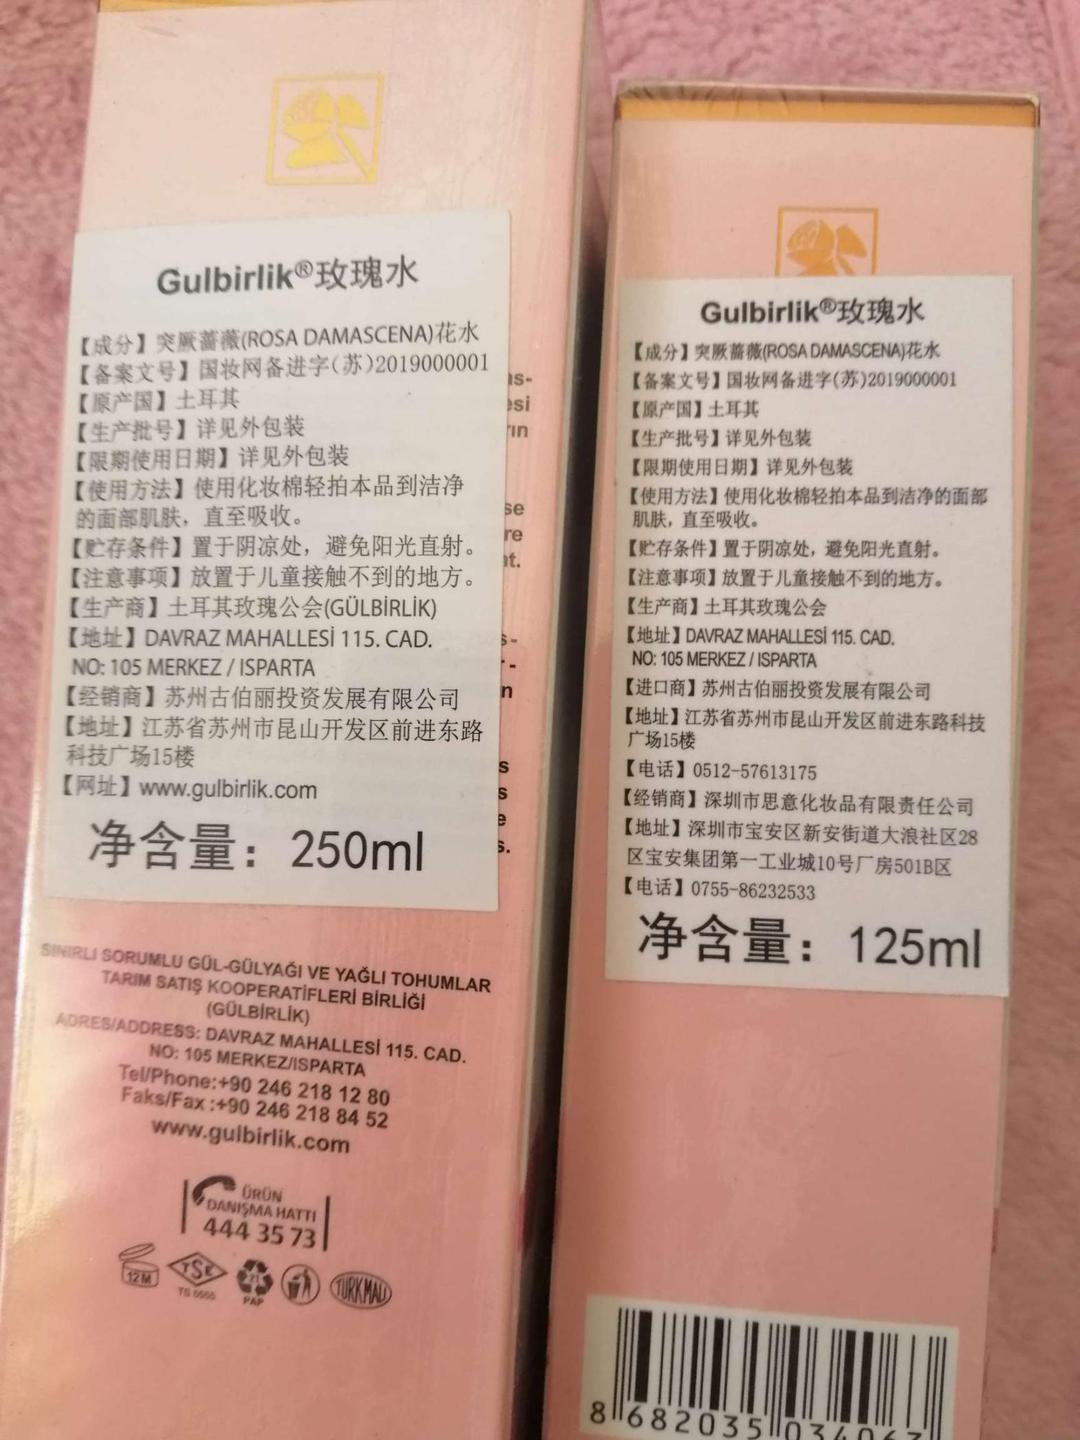 Gulbirlik®玫瑰水
【成分】突厥蔷薇(ROSA DAMASCENA)花水
【备案文号】国妆网备进字(苏)2019000001
【原产国】土耳其
【生产批号】详见外包装
【限期使用日期】详见外包装
【使用方法】使用化妆棉轻拍本品到洁净
的面部肌肤，直至吸收。
【贮存条件】置于阴凉处，避免阳光直射。
【注意事项】放置于儿童接触不到的地方。
【生产商】土耳其玫瑰公会(GÜLBİRLİK)
【地址】DAVRAZ MAHALLESİ 115. CAD.
NO: 105 MERKEZ / ISPARTA
【经销商】苏州古伯丽投资发展有限公司
【地址】江苏省苏州市昆山开发区前进东路
科技广场15楼
【网址】www.gulbirlik.com
净含量：250ml
SINIRLI SORUMLU GÜL-GÜLYAĞI VE YAĞLI TOHUMLAR
TARIM SATIŞ KOOPERATİFLERİ BİRLİĞİ
(GÜLBİRLİK)
ADRES/ADDRESS: DAVRAZ MAHALLESİ 115. CAD.
NO: 105 MERKEZ/ISPARTA
Tel/Phone:+90 246 218 12 80
Faks/Fax :+90 246 218 84 52
www.gulbirlik.com
ÜRÜN
DANIŞMA HATTI
444 35 73
12M
TSE
21
TÜRK MALI
PAP
Gulbirlik®玫瑰水
【成分】突厥蔷薇(ROSA DAMASCENA)花水
【备案文号】国妆网备进字(苏)2019000001
【原产国】土耳其
【生产批号】详见外包装
【限期使用日期】详见外包装
【使用方法】使用化妆棉轻拍本品到洁净的面部
肌肤，直至吸收。
【贮存条件】置于阴凉处，避免阳光直射。
【注意事项】放置于儿童接触不到的地方。
【生产商】土耳其玫瑰公会
【地址】DAVRAZ MAHALLESİ 115. CAD.
NO: 105 MERKEZ / ISPARTA
【进口商】苏州古伯丽投资发展有限公司
【地址】江苏省苏州市昆山开发区前进东路科技
广场15楼
【电话】0512-57613175
【经销商】深圳市思意化妆品有限责任公司
【地址】深圳市宝安区新安街道大浪社区28
区宝安集团第一工业城10号厂房501B区
【电话】0755-86232533
净含量：125ml
8 682035 034063